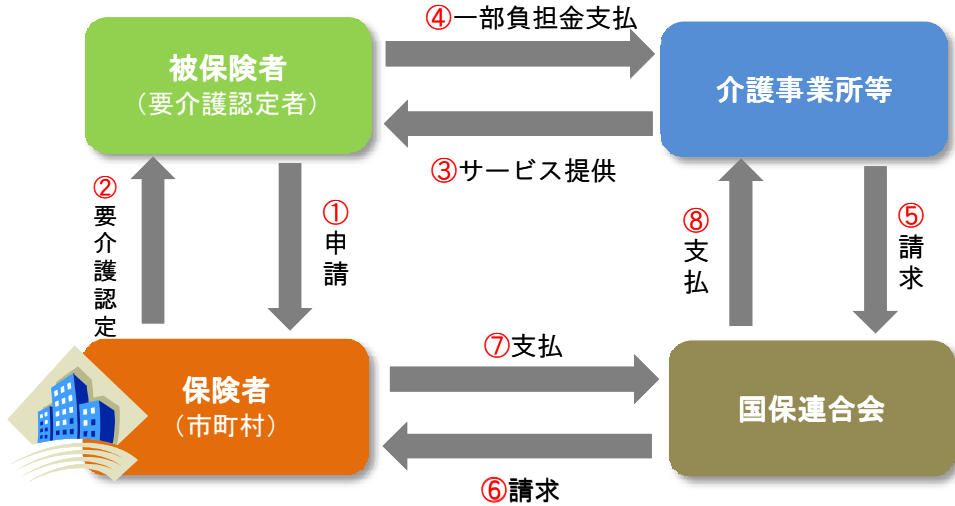 ④一部負担金支払
被保険者
（要介護認定者）
介護事業所等
③サービス提供
②要介護認定
①申請
⑧支払
⑤請求
⑦支払
保険者
（市町村）
国保連合会
⑥請求